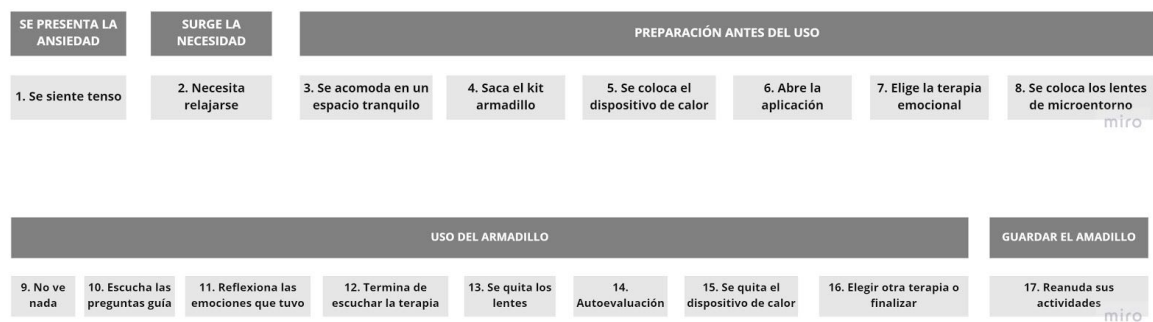 SE PRESENTA LA
ANSIEDAD
SURGE LA
NECESIDAD
PREPARACIÓN ANTES DEL USO
1. Se siente tenso
2. Necesita
relajarse
3. Se acomoda en un
espacio tranquilo
4. Saca el kit
armadillo
5. Se coloca el
dispositivo de calor
6. Abre la
aplicación
7. Elige la terapia
emocional
8. Se coloca los lentes
de microentorno
miro
USO DEL ARMADILLO
GUARDAR EL AMADILLO
9. No ve
nada
10. Escucha las
preguntas guía
11. Reflexiona las
emociones que tuvo
12. Termina de
escuchar la terapia
13. Se quita los
lentes
14.
Autoevaluación
15. Se quita el
dispositivo de calor
16. Elegir otra terapia o
finalizar
17. Reanuda sus
actividades
miro